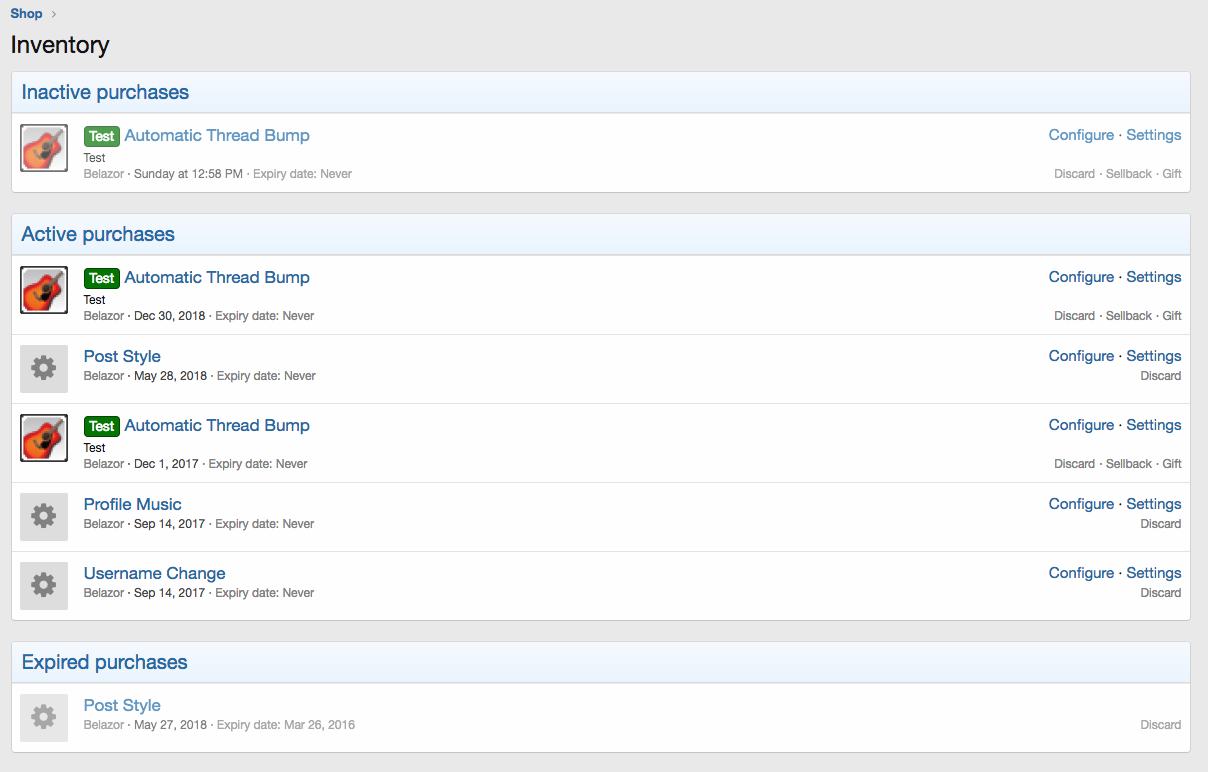 Shop ›
Inventory
Inactive purchases
Test Automatic Thread Bump Configure · Settings
Test
Belazor · Sunday at 12:58 PM · Expiry date: Never Discard · Sellback · Gift
Active purchases
Test Automatic Thread Bump Configure · Settings
Test
Belazor · Dec 30, 2018 · Expiry date: Never Discard · Sellback · Gift
Post Style Configure · Settings
Belazor · May 28, 2018 · Expiry date: Never Discard
Test Automatic Thread Bump Configure · Settings
Test
Belazor · Dec 1, 2017 · Expiry date: Never Discard · Sellback · Gift
Profile Music Configure · Settings
Belazor · Sep 14, 2017 · Expiry date: Never Discard
Username Change Configure · Settings
Belazor · Sep 14, 2017 · Expiry date: Never Discard
Expired purchases
Post Style
Belazor · May 27, 2018 · Expiry date: Mar 26, 2016 Discard